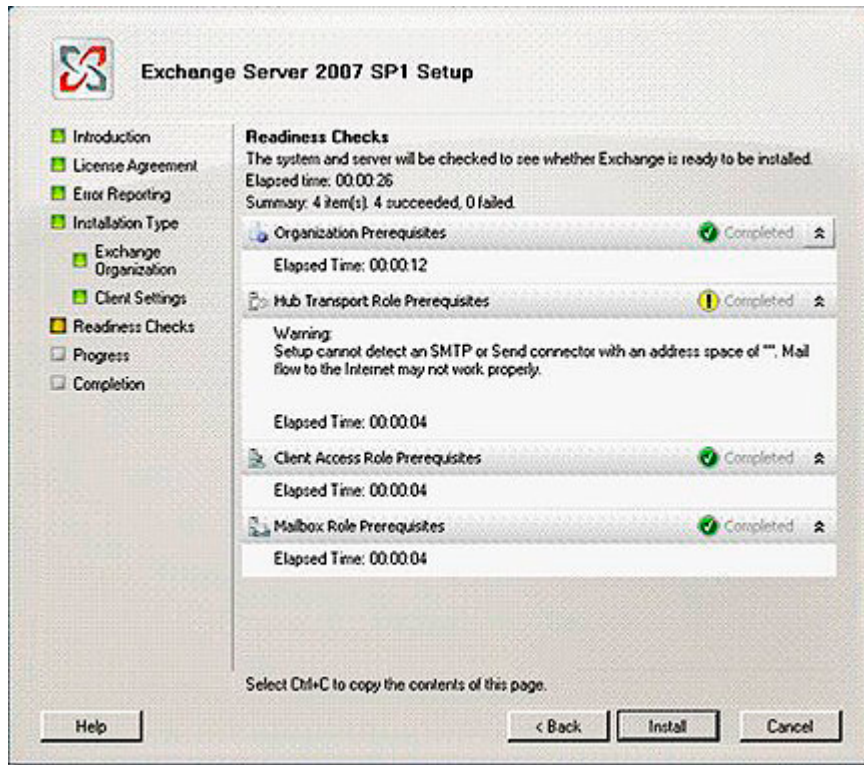 Exchange Server 2007 SP1 Setup
Introduction
License Agreement
Error Reporting
Installation Type
Exchange
Organization
Client Settings
Readiness Checks
Progress
Completion
Readiness Checks
The system and server will be checked to see whether Exchange is ready to be installed.
Elapsed time: 00:00:26
Summary: 4 item(s). 4 succeeded, 0 failed.
Organization Prerequisites Completed
Elapsed Time: 00:00:12
Hub Transport Role Prerequisites Completed
Warning:
Setup cannot detect an SMTP or Send connector with an address space of '*'. Mail
flow to the Internet may not work properly.
Elapsed Time: 00:00:04
Client Access Role Prerequisites Completed
Elapsed Time: 00:00:04
Mailbox Role Prerequisites Completed
Elapsed Time: 00:00:04
Select Ctrl+C to copy the contents of this page.
Help < Back Install Cancel